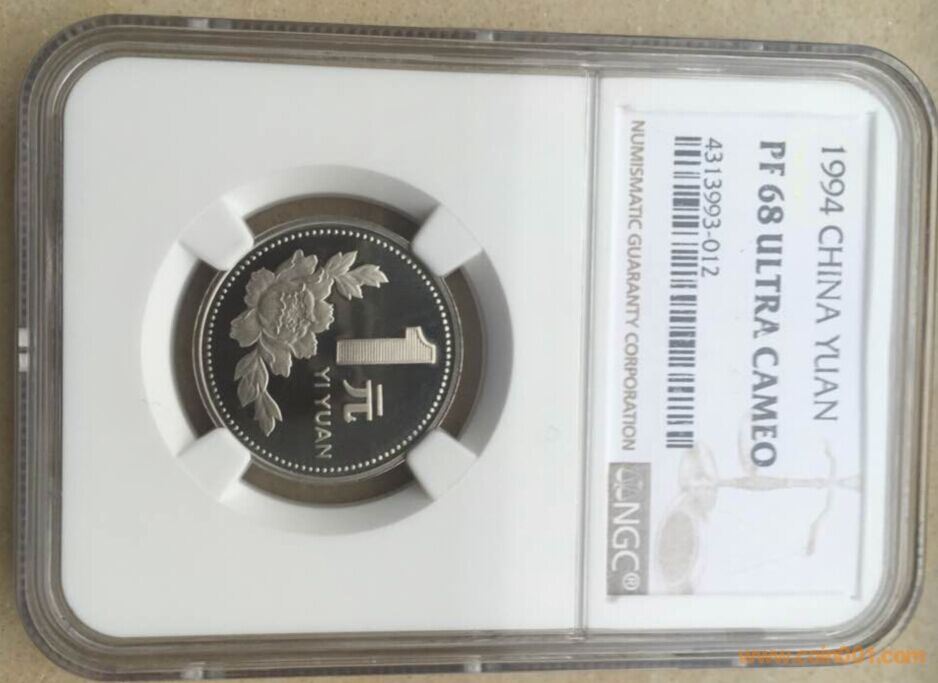 1994 CHINA YUAN
PF 68 ULTRA CAMEO
4313993-012
NUMISMATIC GUARANTY CORPORATION
NGC®
1
元
YI YUAN
www.coin001.com